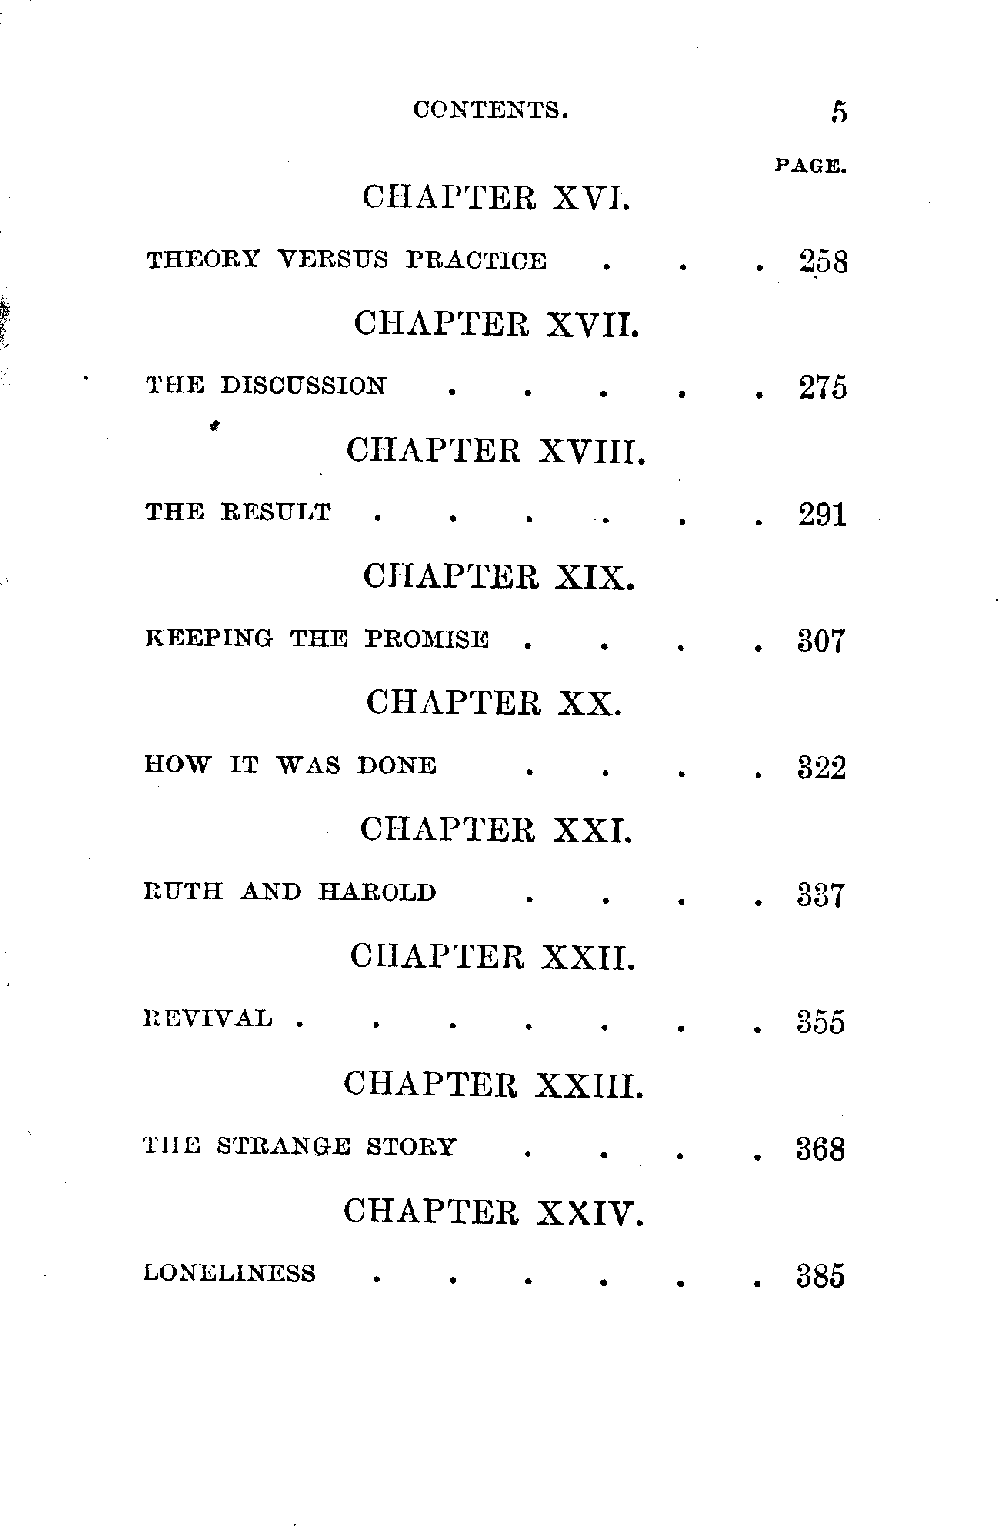 CONTENTS. 5
PAGE.
CHAPTER XVI.
THEORY VERSUS PRACTICE . . . 258
CHAPTER XVII.
THE DISCUSSION . . . . . 275
CHAPTER XVIII.
THE RESULT . . . . . . 291
CHAPTER XIX.
KEEPING THE PROMISE . . . . 307
CHAPTER XX.
HOW IT WAS DONE . . . . 322
CHAPTER XXI.
RUTH AND HAROLD . . . . 337
CHAPTER XXII.
REVIVAL . . . . . . . 355
CHAPTER XXIII.
THE STRANGE STORY . . . . 368
CHAPTER XXIV.
LONELINESS . . . . . . 385